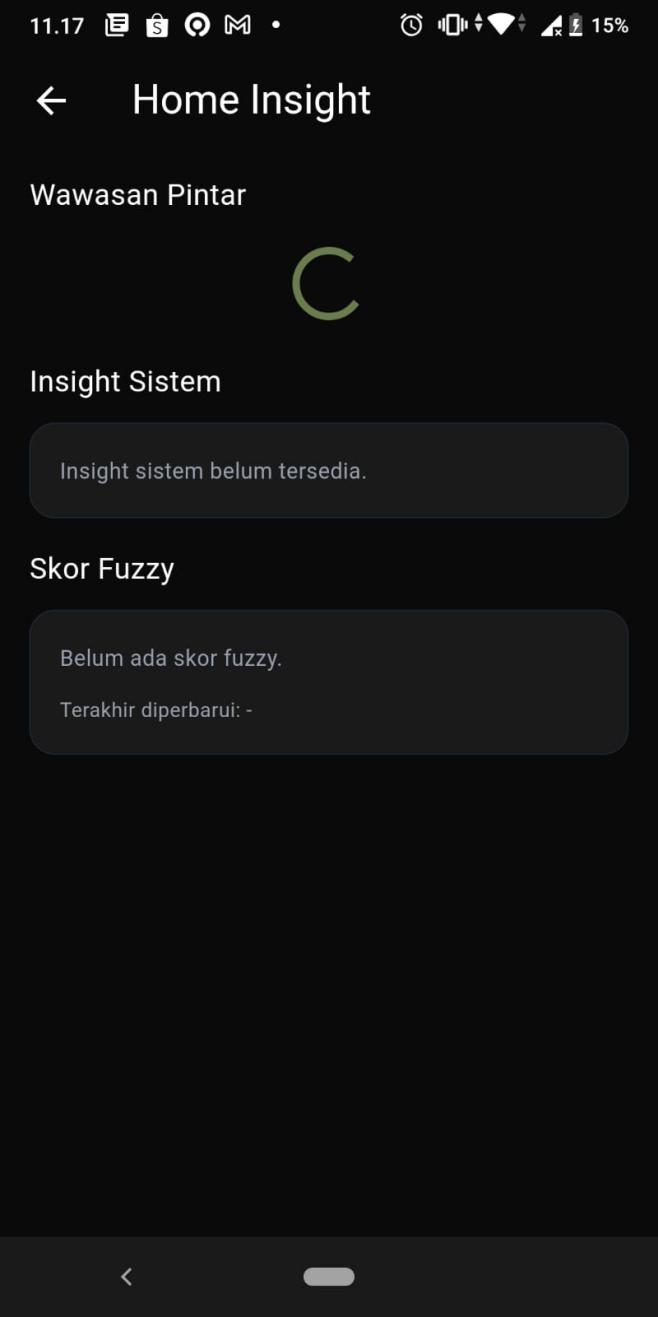 11.17
15%
Home Insight
Wawasan Pintar
Insight Sistem
Insight sistem belum tersedia.
Skor Fuzzy
Belum ada skor fuzzy.
Terakhir diperbarui: -